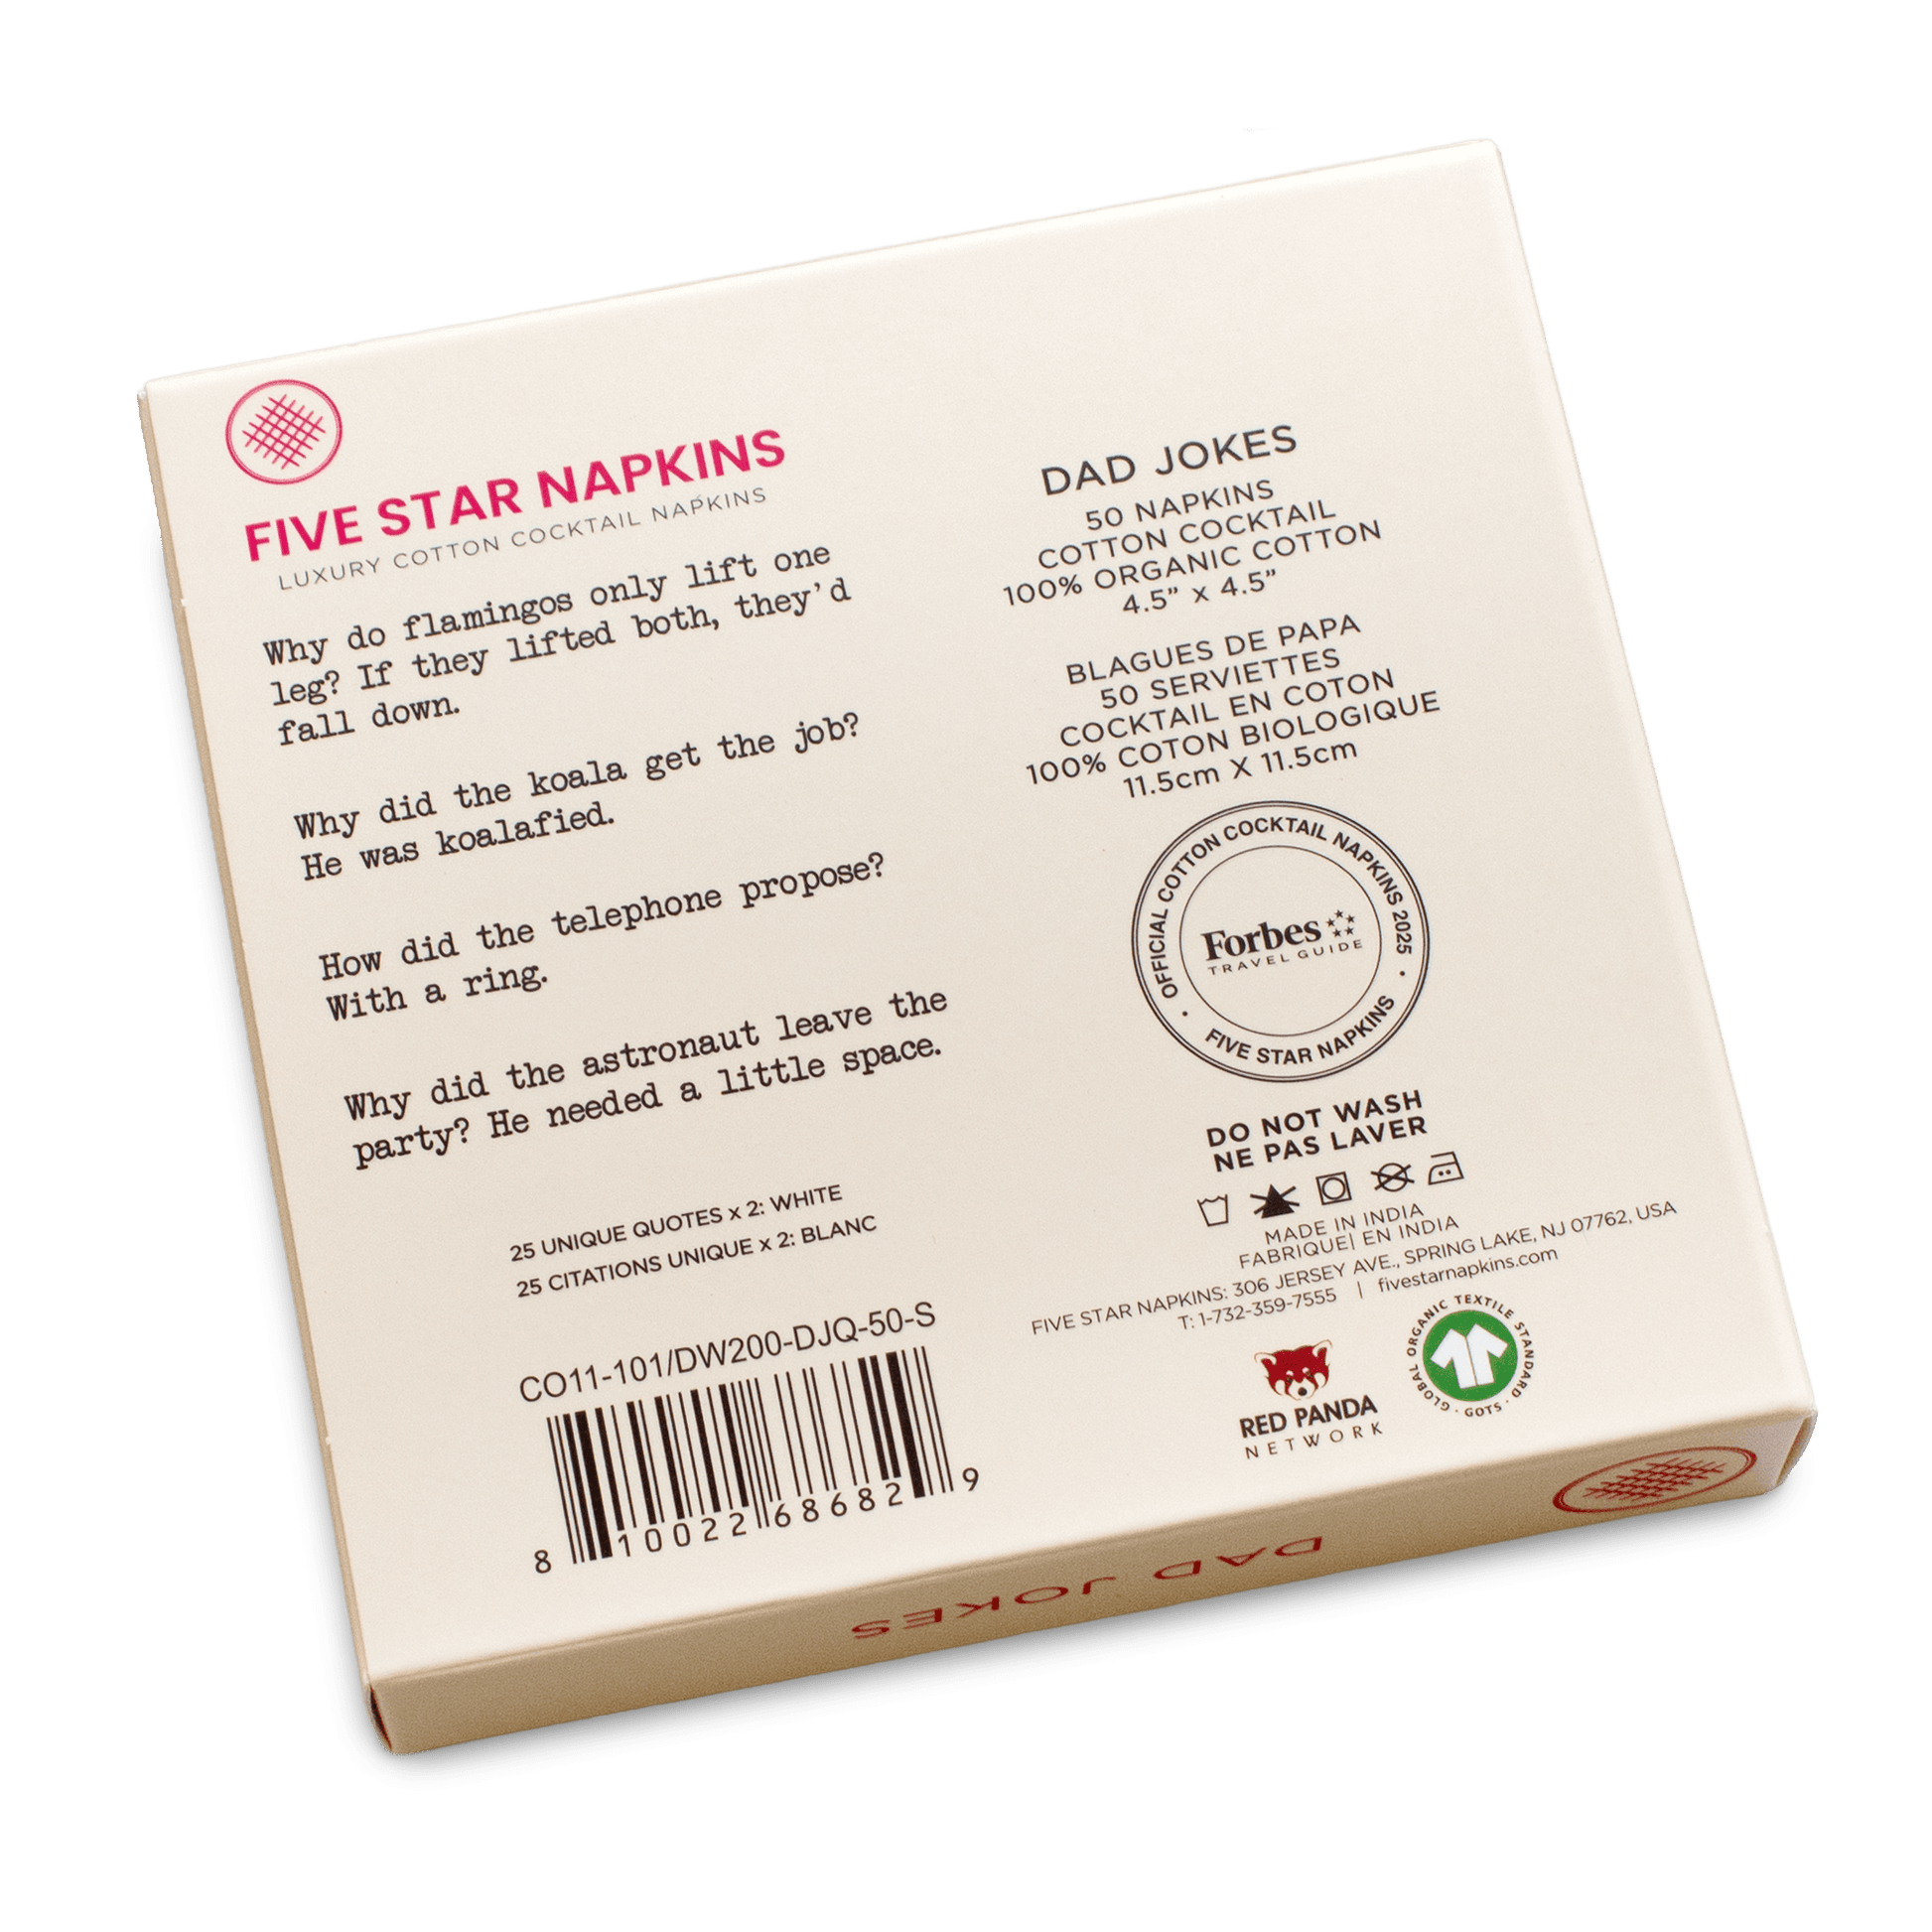 FIVE STAR NAPKINS
LUXURY COTTON COCKTAIL NAPKINS
Why do flamingos only lift one
leg? If they lifted both, they'd
fall down.
Why did the koala get the job?
He was koalafied.
How did the telephone propose?
With a ring.
Why did the astronaut leave the
party? He needed a little space.
25 UNIQUE QUOTES x 2: WHITE
25 CITATIONS UNIQUE x 2: BLANC
CO11-101/DW200-DJQ-50-S
8 10022 68682 9
DAD JOKES
50 NAPKINS
COTTON COCKTAIL
100% ORGANIC COTTON
4.5” x 4.5”
BLAGUES DE PAPA
50 SERVIETTES
COCKTAIL EN COTON
100% COTON BIOLOGIQUE
11.5cm X 11.5cm
OFFICIAL COTTON COCKTAIL NAPKINS 2025
Forbes
TRAVEL GUIDE
FIVE STAR NAPKINS
DO NOT WASH
NE PAS LAVER
MADE IN INDIA
FABRIQUE| EN INDIA
FIVE STAR NAPKINS: 306 JERSEY AVE., SPRING LAKE, NJ 07762, USA
T: 1-732-359-7555 | fivestarnapkins.com
RED PANDA
NETWORK
GLOBAL ORGANIC TEXTILE STANDARD
· GOTS ·
DAD JOKES